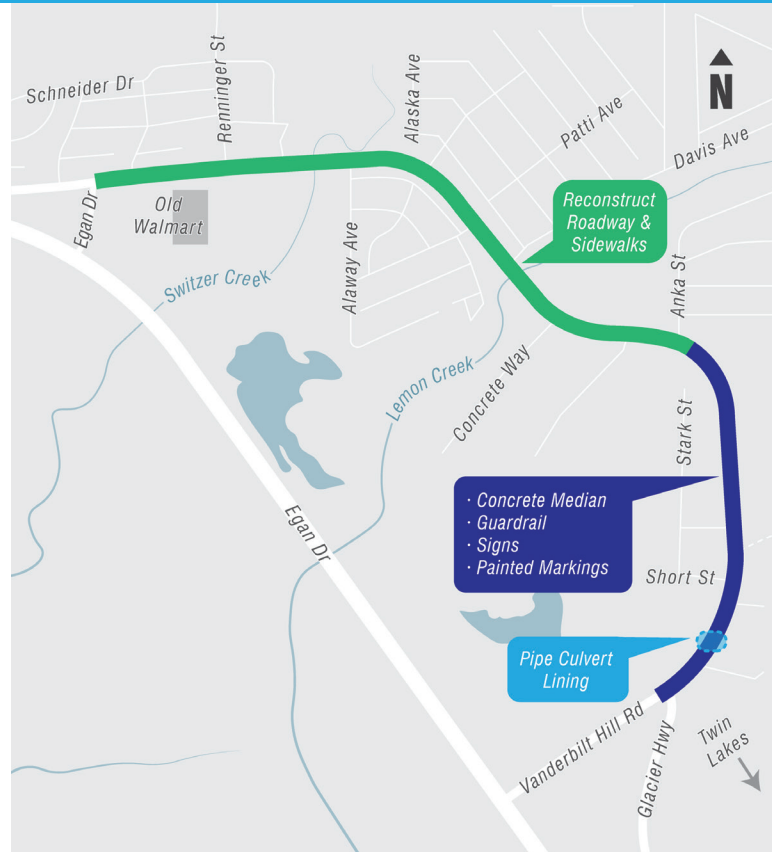 Schneider Dr
Renninger St
Alaska Ave
N
Patti Ave
Davis Ave
Egan Dr
Old
Walmart
Reconstruct
Roadway &
Sidewalks
Switzer Creek
Alaway Ave
Anka St
Lemon Creek
Concrete Way
Stark St
· Concrete Median
· Guardrail
· Signs
· Painted Markings
Egan Dr
Short St
Pipe Culvert
Lining
Vanderbilt Hill Rd
Glacier Hwy
Twin
Lakes